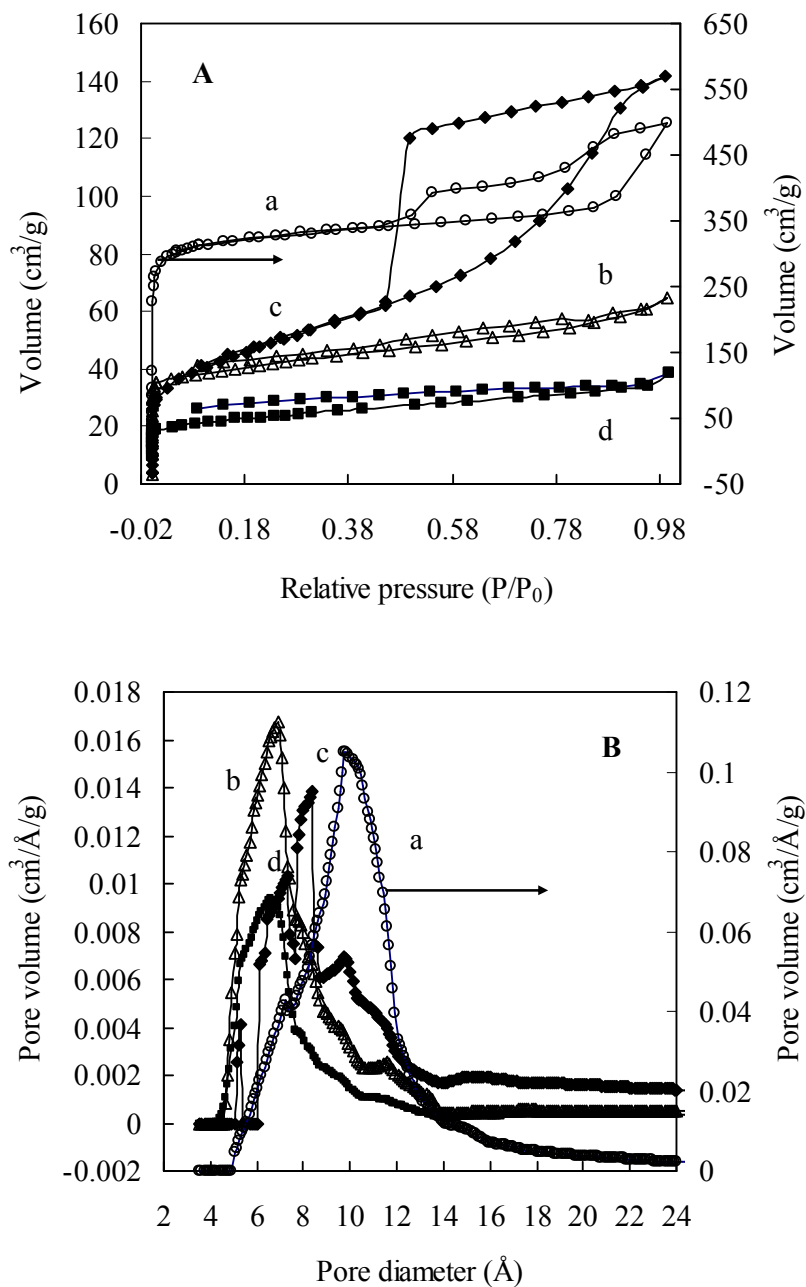 A
160
140
120
100
80
60
40
20
0
Volume (cm³/g)
650
550
450
350
250
150
50
-50
Volume (cm³/g)
a
b
c
d
-0.02 0.18 0.38 0.58 0.78 0.98
Relative pressure (P/P₀)
B
0.018
0.016
0.014
0.012
0.01
0.008
0.006
0.004
0.002
0
-0.002
Pore volume (cm³/Å/g)
0.12
0.1
0.08
0.06
0.04
0.02
0
Pore volume (cm³/Å/g)
c
b
a
d
2 4 6 8 10 12 14 16 18 20 22 24
Pore diameter (Å)